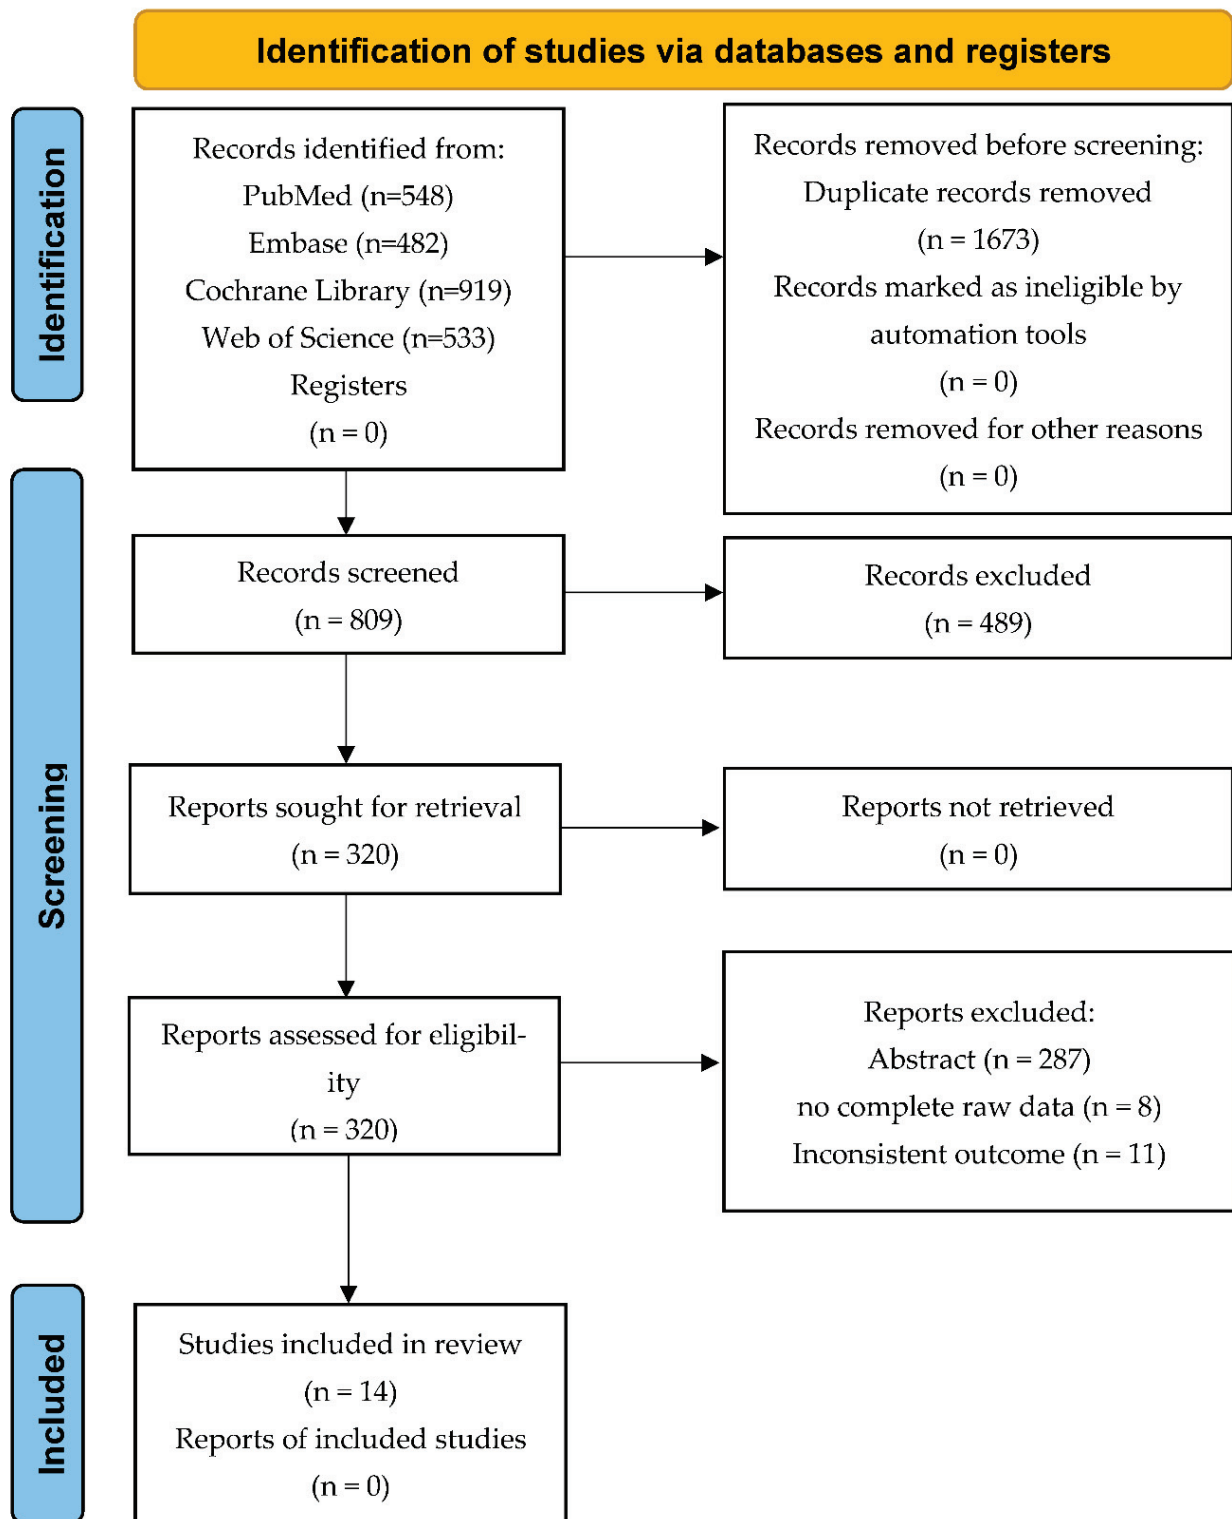 Identification of studies via databases and registers
Identification
Records identified from:
PubMed (n=548)
Embase (n=482)
Cochrane Library (n=919)
Web of Science (n=533)
Registers
(n = 0)
Records removed before screening:
Duplicate records removed
(n = 1673)
Records marked as ineligible by
automation tools
(n = 0)
Records removed for other reasons
(n = 0)
Screening
Records screened
(n = 809)
Records excluded
(n = 489)
Reports sought for retrieval
(n = 320)
Reports not retrieved
(n = 0)
Reports assessed for eligibil-
ity
(n = 320)
Reports excluded:
Abstract (n = 287)
no complete raw data (n = 8)
Inconsistent outcome (n = 11)
Included
Studies included in review
(n = 14)
Reports of included studies
(n = 0)